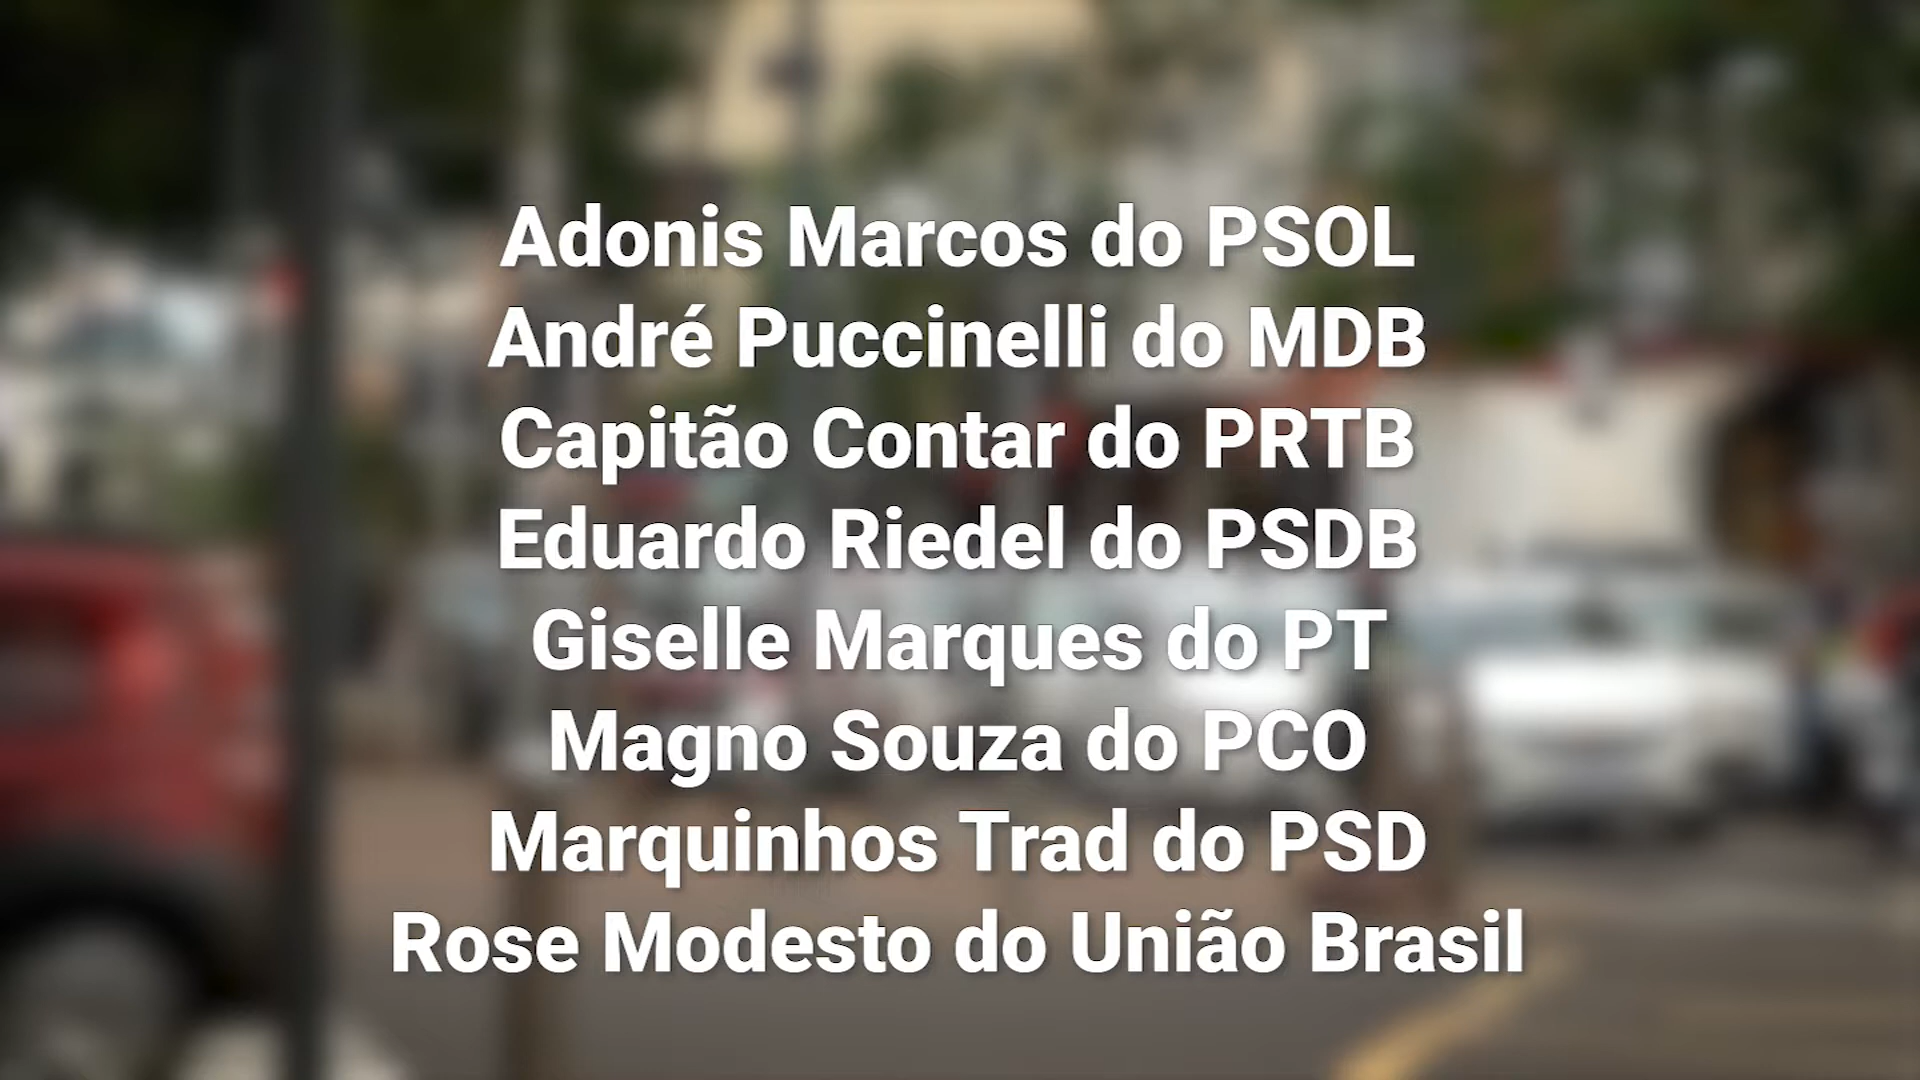 Adonis Marcos do PSOL
André Puccinelli do MDB
Capitão Contar do PRTB
Eduardo Riedel do PSDB
Giselle Marques do PT
Magno Souza do PCO
Marquinhos Trad do PSD
Rose Modesto do União Brasil